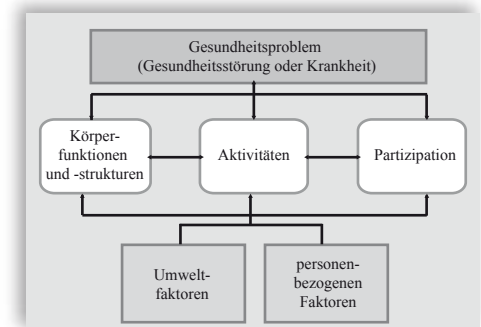 Gesundheitsproblem
(Gesundheitsstörung oder Krankheit)
Körper-
funktionen
und -strukturen
Aktivitäten
Partizipation
Umwelt-
faktoren
personen-
bezogenen
Faktoren